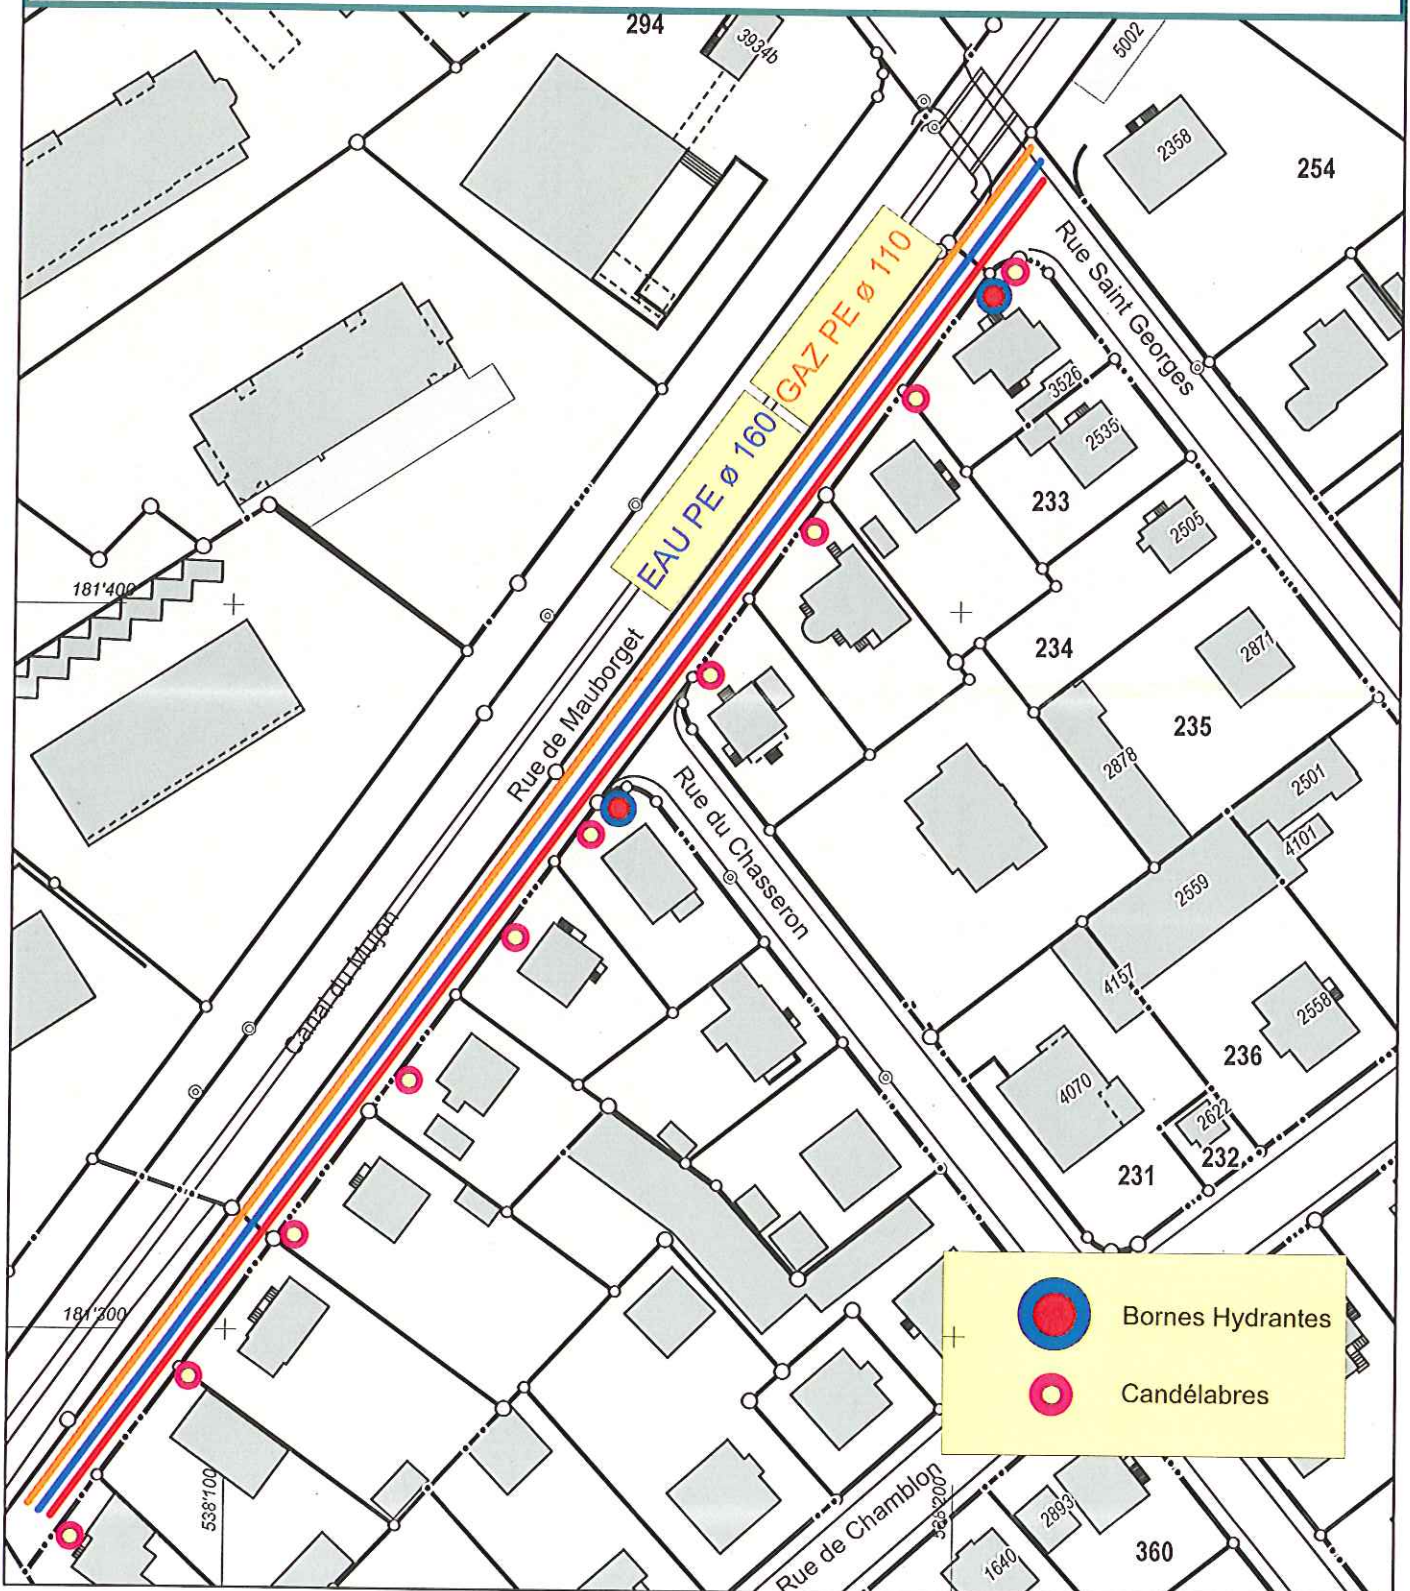 294
3934b
5002
2358
254
Rue Saint Georges
GAZ PE ø 110
EAU PE ø 160
3526
2535
233
2505
181'400
234
2871
235
Rue de Mauborget
2878
2501
Rue du Chasseron
4101
2559
Canal du Mujon
4157
2558
236
4070
2622
232
231
181'300
Bornes Hydrantes
Candélabres
538'100
Rue de Chamblon
538'200
2893
360
1640